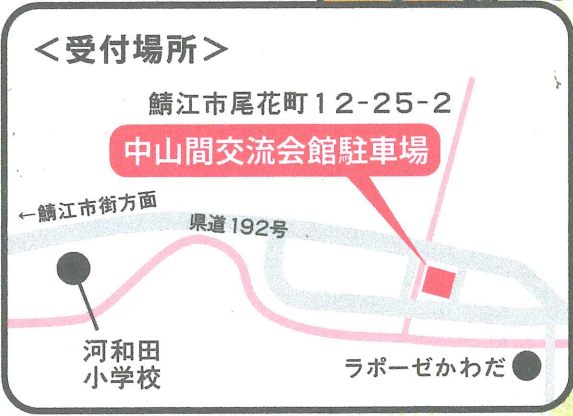 ＜受付場所＞
鯖江市尾花町12-25-2
中山間交流会館駐車場
←鯖江市街方面
県道192号
河和田
小学校
ラポーゼかわだ